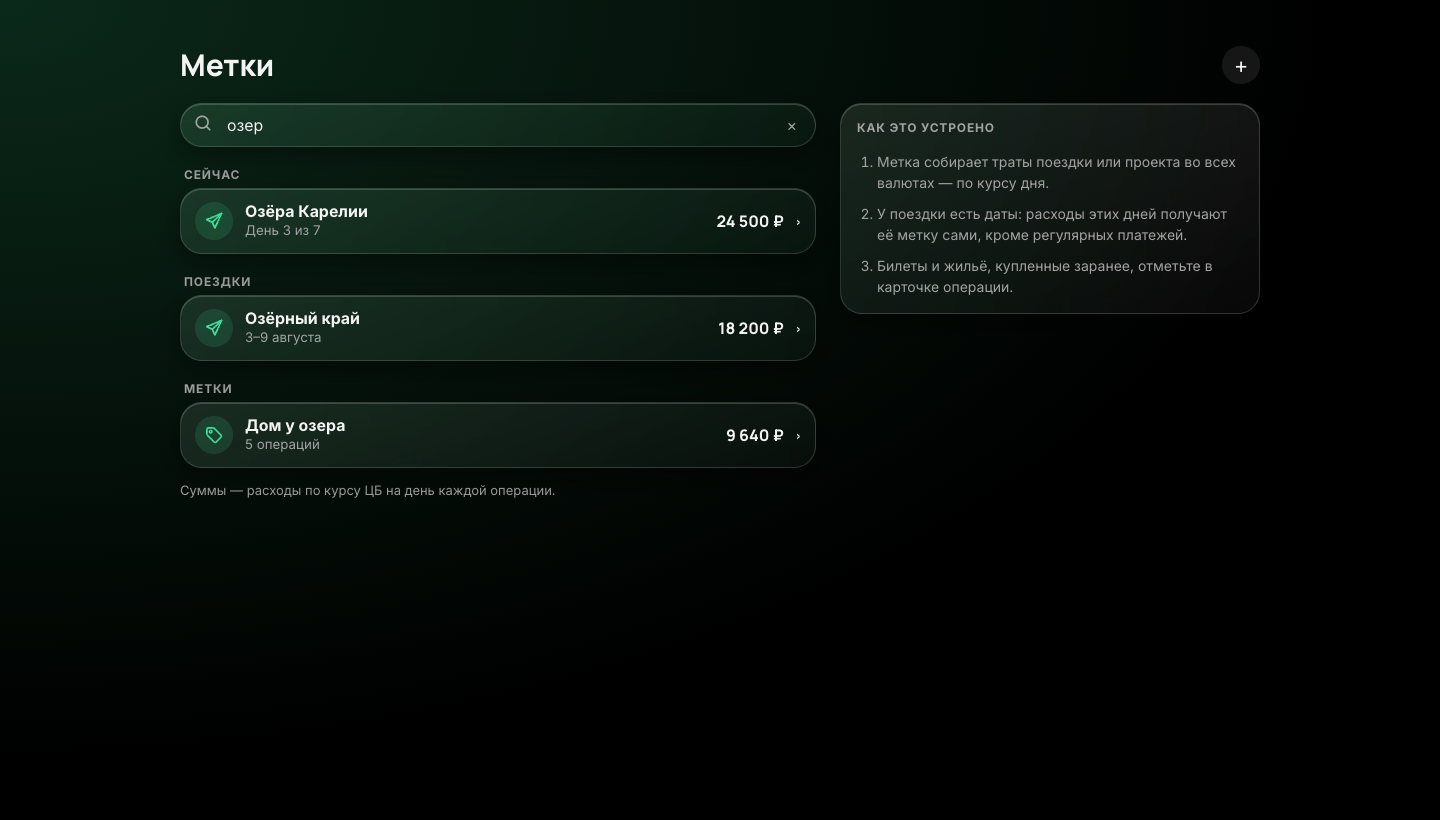 Метки
+
озер
×
СЕЙЧАС
Озёра Карелии
День 3 из 7
24 500 ₽ ›
ПОЕЗДКИ
Озёрный край
3–9 августа
18 200 ₽ ›
МЕТКИ
Дом у озера
5 операций
9 640 ₽ ›
Суммы — расходы по курсу ЦБ на день каждой операции.
КАК ЭТО УСТРОЕНО
1. Метка собирает траты поездки или проекта во всех
валютах — по курсу дня.
2. У поездки есть даты: расходы этих дней получают
её метку сами, кроме регулярных платежей.
3. Билеты и жильё, купленные заранее, отметьте в
карточке операции.